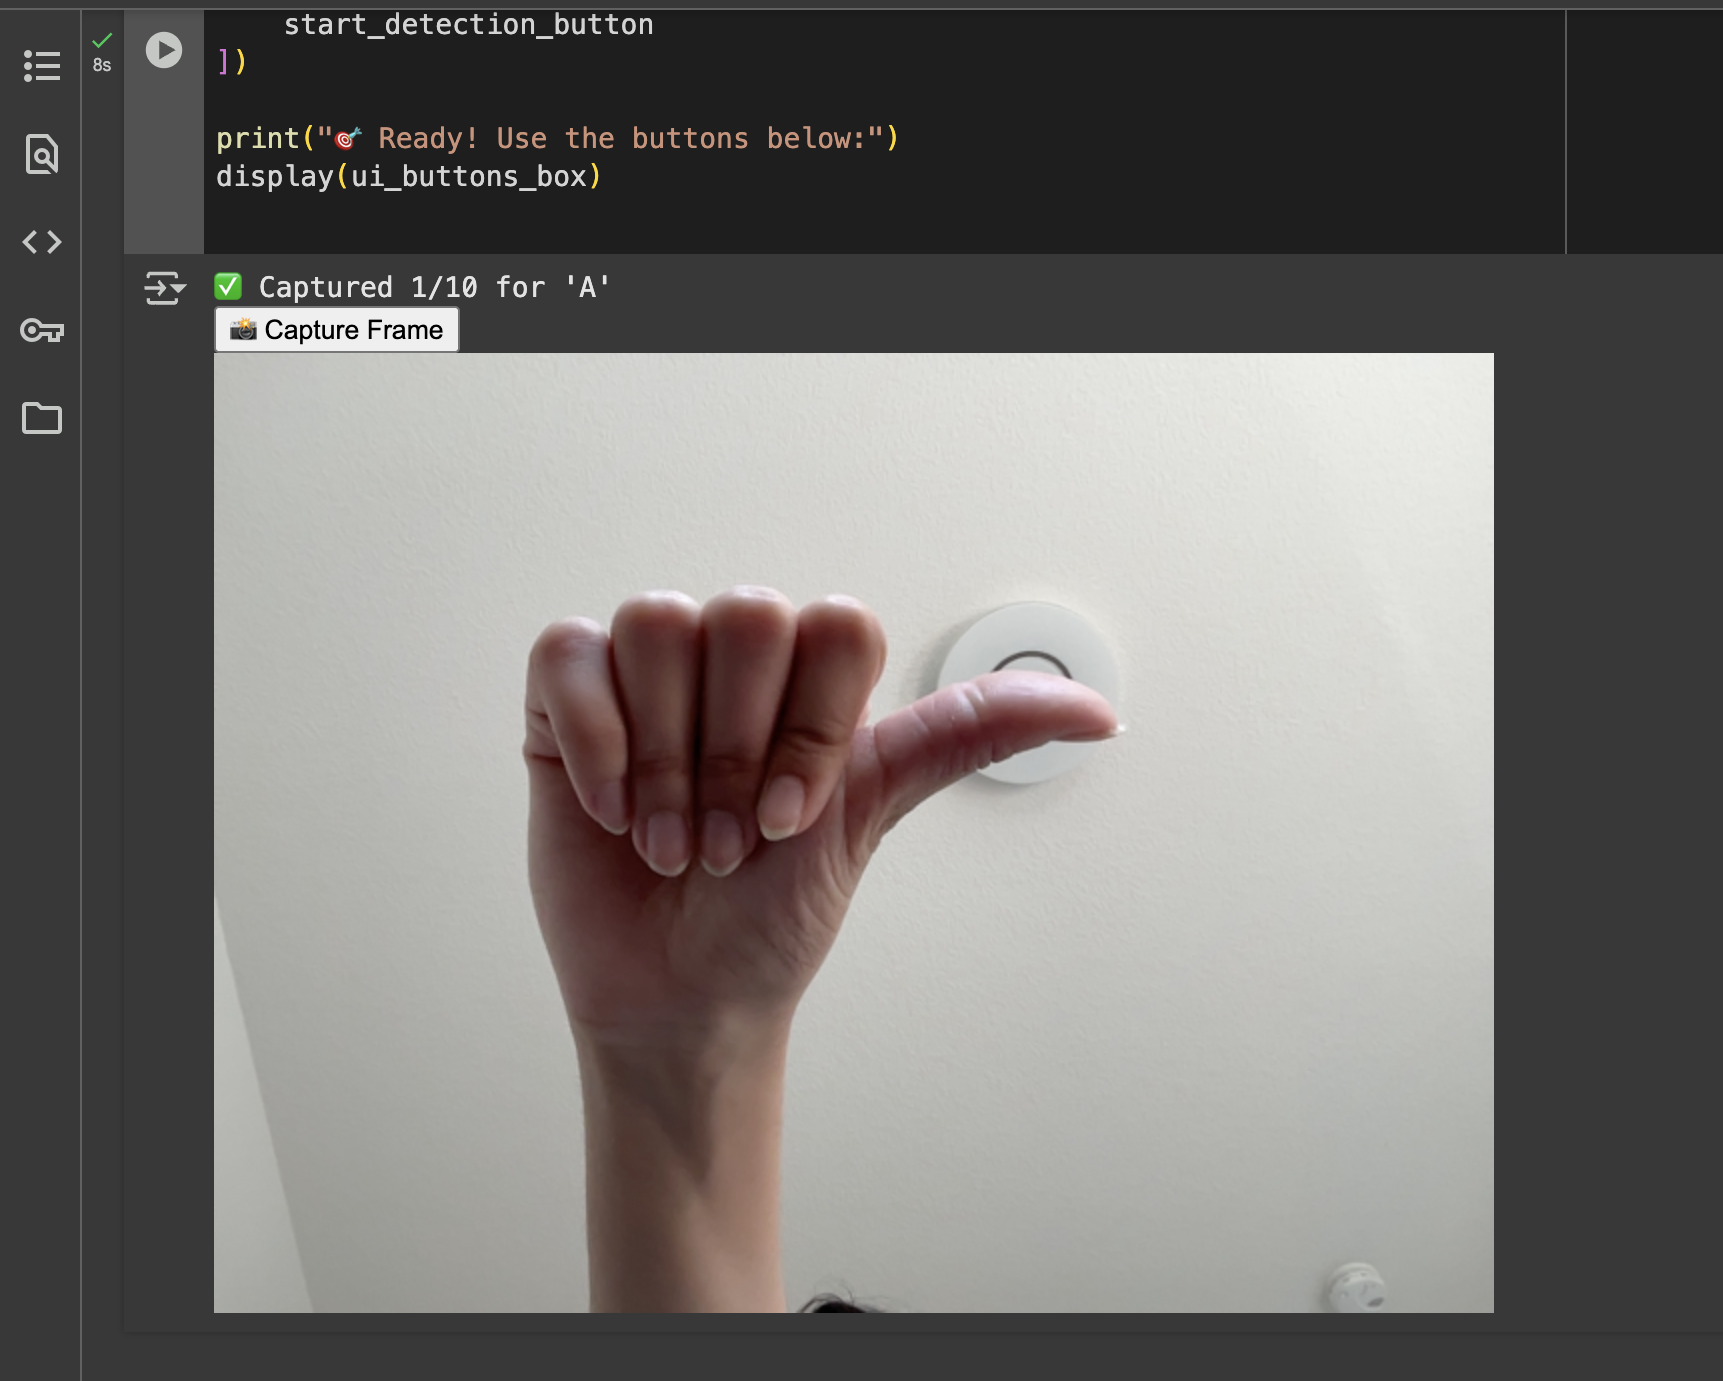 start_detection_button
])
8s
print("🎯 Ready! Use the buttons below:")
display(ui_buttons_box)
✅ Captured 1/10 for 'A'
📸 Capture Frame